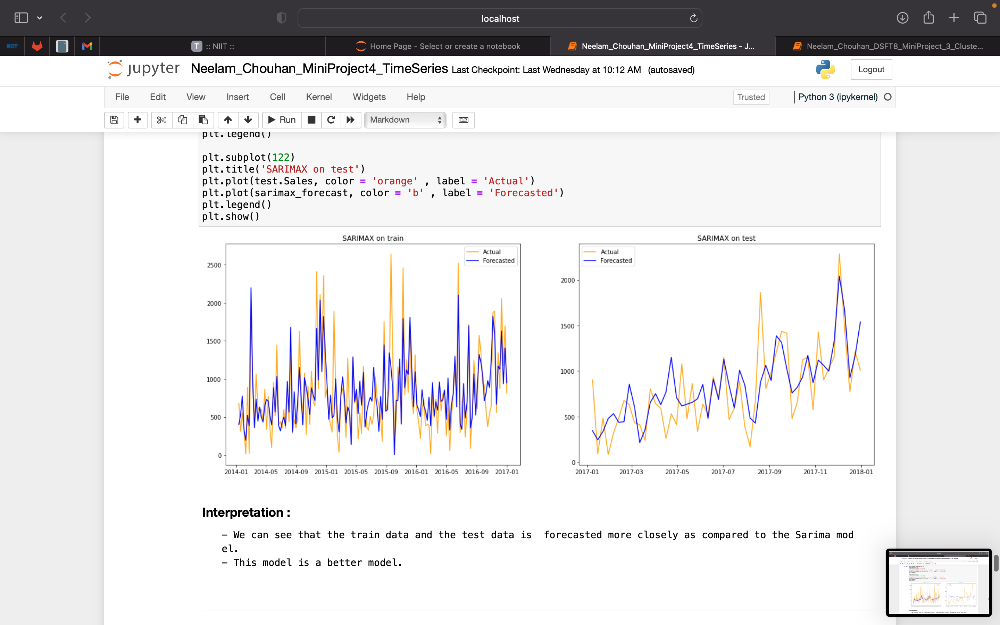 localhost
NIIT
T :: NIIT ::
Home Page - Select or create a notebook
Neelam_Chouhan_MiniProject4_TimeSeries - J...
Neelam_Chouhan_DSFT8_MiniProject_3_Cluste...
jupyter Neelam_Chouhan_MiniProject4_TimeSeries Last Checkpoint: Last Wednesday at 10:12 AM (autosaved)
Logout
File Edit View Insert Cell Kernel Widgets Help
Trusted
Python 3 (ipykernel)
Run
Markdown
plt.legend()
plt.subplot(122)
plt.title('SARIMAX on test')
plt.plot(test.Sales, color = 'orange' , label = 'Actual')
plt.plot(sarimax_forecast, color = 'b' , label = 'Forecasted')
plt.legend()
plt.show()
SARIMAX on train
Actual
Forecasted
2500
2000
1500
1000
500
0
2014-01 2014-05 2014-09 2015-01 2015-05 2015-09 2016-01 2016-05 2016-09 2017-01
SARIMAX on test
Actual
Forecasted
2000
1500
1000
500
0
2017-01 2017-03 2017-05 2017-07 2017-09 2017-11 2018-01
Interpretation :
– We can see that the train data and the test data is  forecasted more closely as compared to the Sarima mod
el.
– This model is a better model.